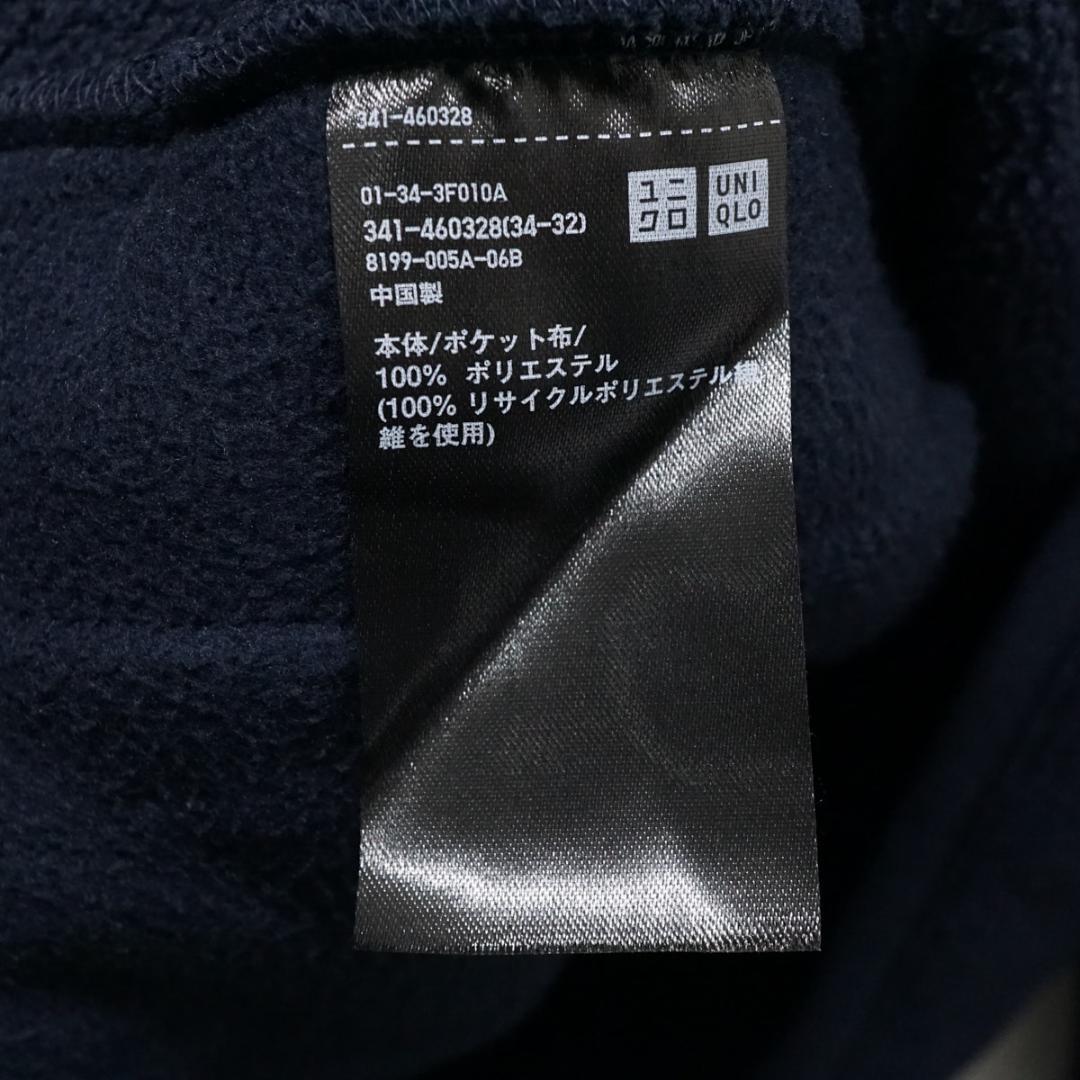 341-460328
01-34-3F010A
341-460328(34-32)
8199-005A-06B
中国製
ユニ
クロ
UNI
QLO
本体/ポケット布/
100% ポリエステル
(100% リサイクルポリエステル繊
維を使用)